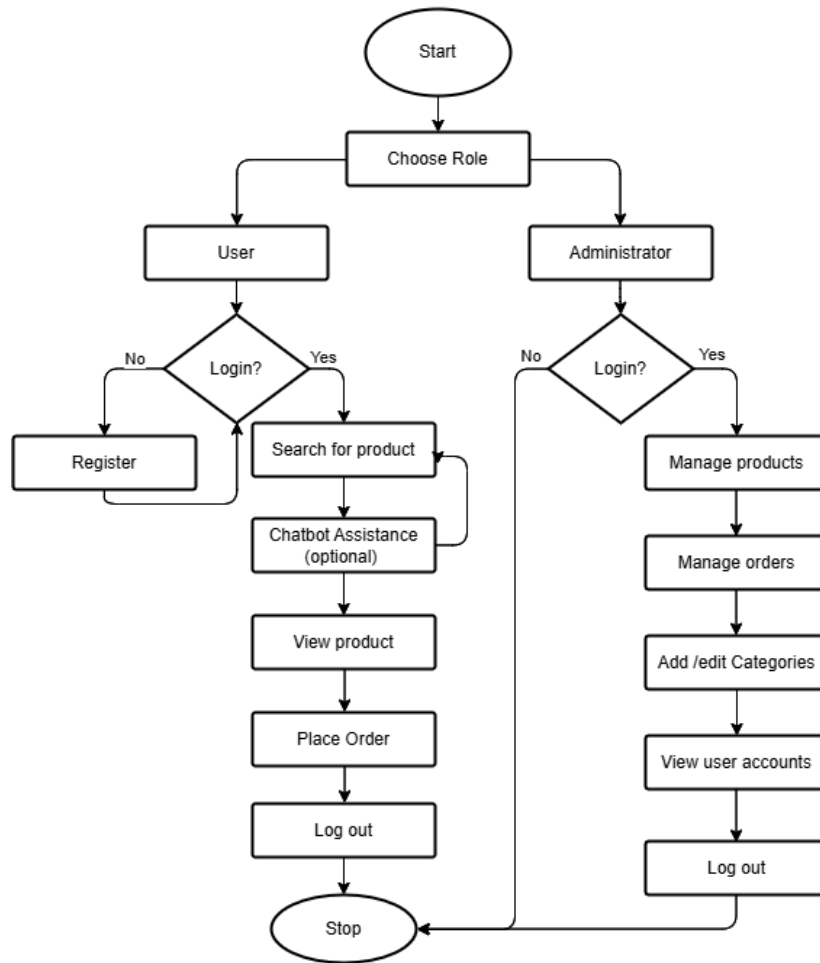 Start
Choose Role
User
Administrator
No
Login?
Yes
No
Login?
Yes
Register
Search for product
Manage products
Chatbot Assistance
(optional)
Manage orders
View product
Add /edit Categories
Place Order
View user accounts
Log out
Log out
Stop